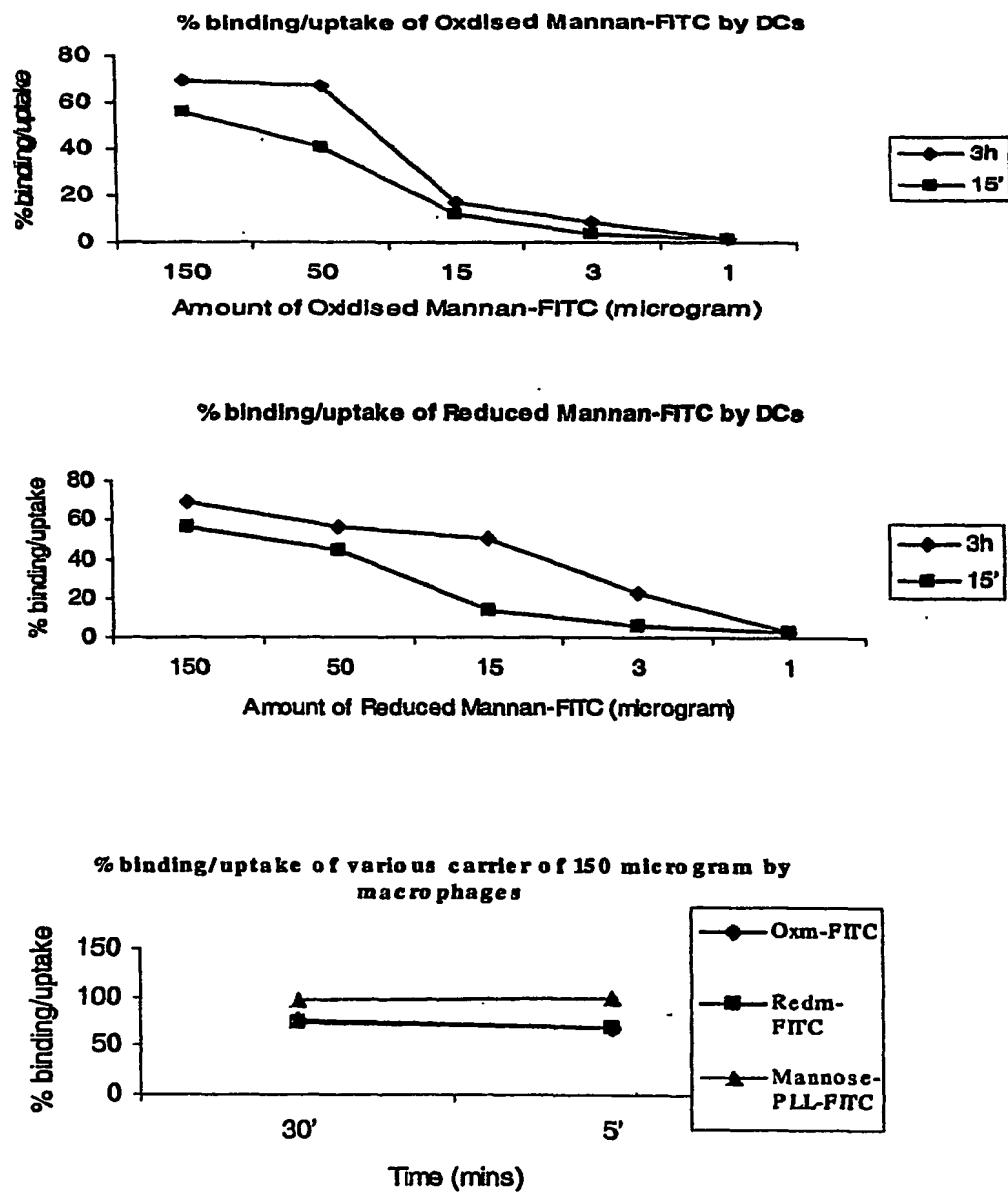 % binding/uptake of Oxdised Mannan-FITC by DCs
80
60
40
20
0
% binding/uptake
150 50 15 3 1
Amount of Oxidised Mannan-FITC (microgram)
3h
15'
% binding/uptake of Reduced Mannan-FITC by DCs
80
60
40
20
0
% binding/uptake
150 50 15 3 1
Amount of Reduced Mannan-FITC (microgram)
3h
15'
% binding/uptake of various carrier of 150 microgram by
macrophages
150
100
50
0
% binding/uptake
30' 5'
Time (mins)
Oxm-FITC
Redm-
FITC
Mannose-
PLL-FITC